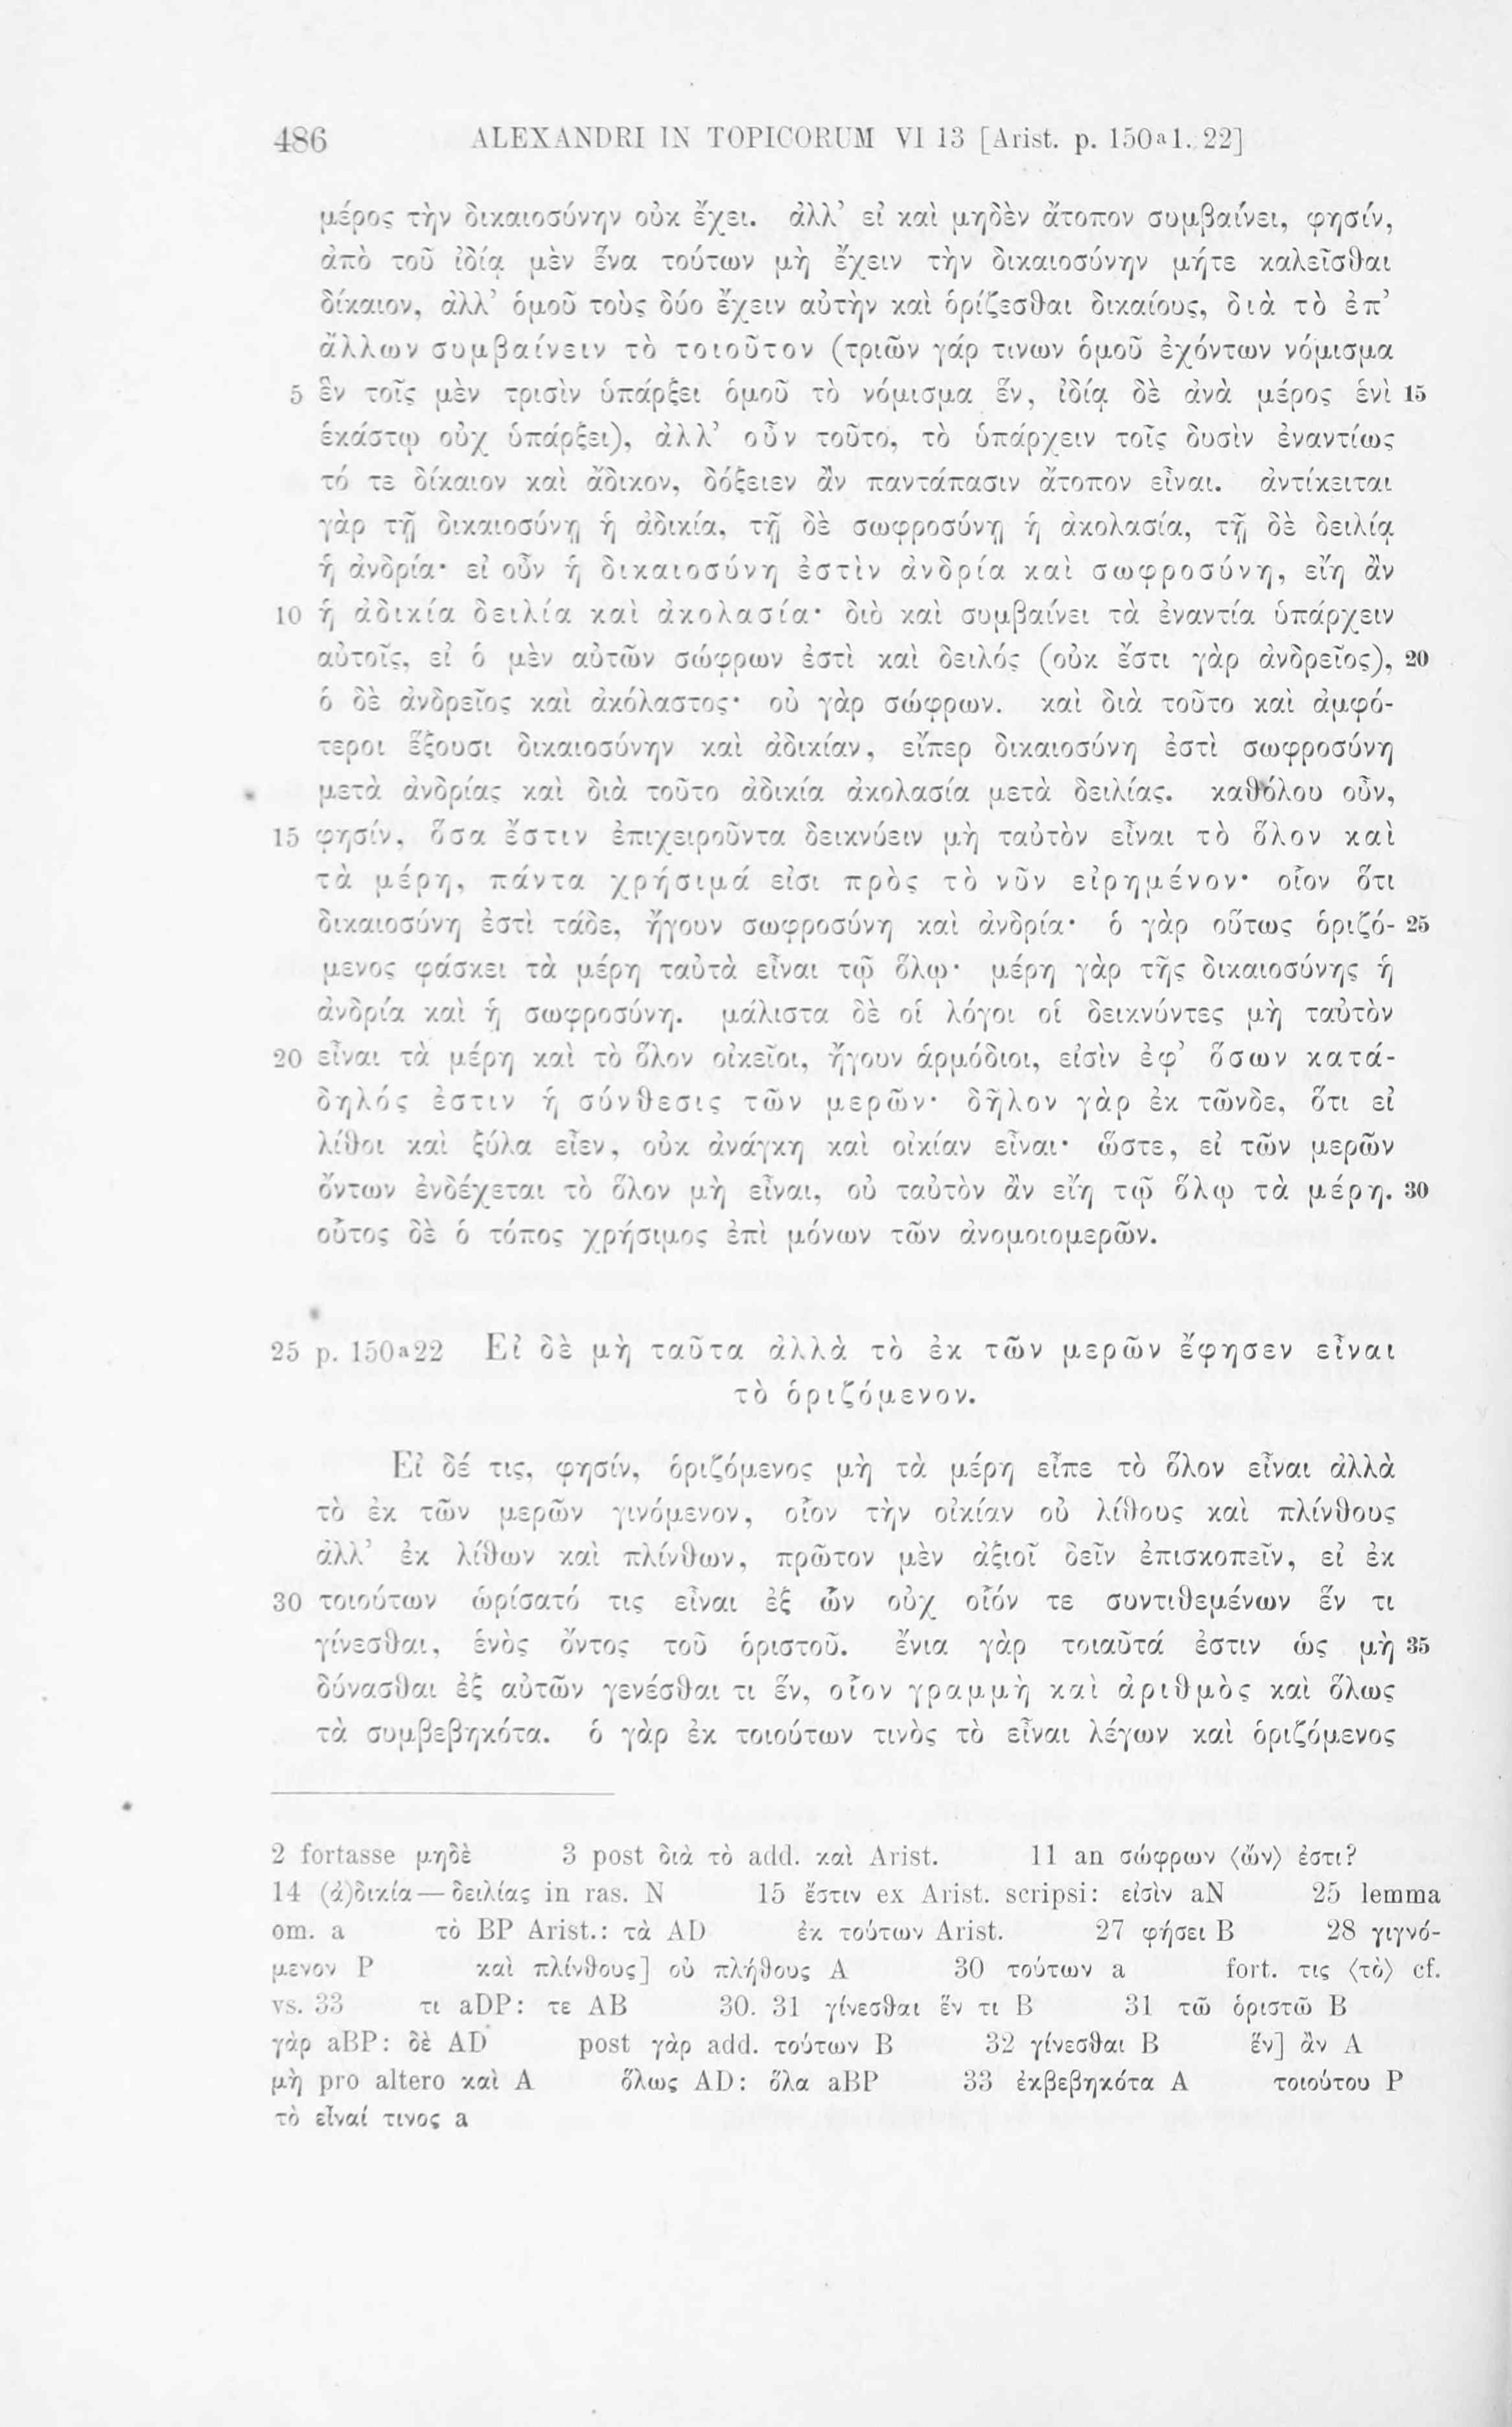 486 ALEXANDRI IN TOPICORUM VI 13 [Arist. p. 150ª1. 22]
μέρος τὴν δικαιοσύνην οὐκ ἔχει. ἀλλ’ εἰ καὶ μηδὲν ἄτοπον συμβαίνει, φησίν,
ἀπὸ τοῦ ἰδίᾳ μὲν ἕνα τούτων μὴ ἔχειν τὴν δικαιοσύνην μήτε καλεῖσθαι
δίκαιον, ἀλλ’ ὁμοῦ τοὺς δύο ἔχειν αὐτὴν καὶ ὁρίζεσθαι δικαίους, διὰ τὸ ἐπ’
ἄλλων συμβαίνειν τὸ τοιοῦτον (τριῶν γάρ τινων ὁμοῦ ἐχόντων νόμισμα
5 ἓν τοῖς μὲν τρισὶν ὑπάρξει ὁμοῦ τὸ νόμισμα ἕν, ἰδίᾳ δὲ ἀνὰ μέρος ἑνὶ 15
ἑκάστῳ οὐχ ὑπάρξει), ἀλλ’ οὖν τοῦτο, τὸ ὑπάρχειν τοῖς δυσὶν ἐναντίως
τό τε δίκαιον καὶ ἄδικον, δόξειεν ἂν παντάπασιν ἄτοπον εἶναι. ἀντίκειται
γὰρ τῇ δικαιοσύνῃ ἡ ἀδικία, τῇ δὲ σωφροσύνῃ ἡ ἀκολασία, τῇ δὲ δειλίᾳ
ἡ ἀνδρία· εἰ οὖν ἡ δικαιοσύνη ἐστὶν ἀνδρία καὶ σωφροσύνη, εἴη ἂν
10 ἡ ἀδικία δειλία καὶ ἀκολασία· διὸ καὶ συμβαίνει τὰ ἐναντία ὑπάρχειν
αὐτοῖς, εἰ ὁ μὲν αὐτῶν σώφρων ἐστὶ καὶ δειλός (οὐκ ἔστι γὰρ ἀνδρεῖος), 20
ὁ δὲ ἀνδρεῖος καὶ ἀκόλαστος· οὐ γὰρ σώφρων. καὶ διὰ τοῦτο καὶ ἀμφό-
τεροι ἕξουσι δικαιοσύνην καὶ ἀδικίαν, εἴπερ δικαιοσύνη ἐστὶ σωφροσύνη
μετὰ ἀνδρίας καὶ διὰ τοῦτο ἀδικία ἀκολασία μετὰ δειλίας. καθόλου οὖν,
15 φησίν, ὅσα ἔστιν ἐπιχειροῦντα δεικνύειν μὴ ταὐτὸν εἶναι τὸ ὅλον καὶ
τὰ μέρη, πάντα χρήσιμά εἰσι πρὸς τὸ νῦν εἰρημένον· οἷον ὅτι
δικαιοσύνη ἐστὶ τάδε, ἤγουν σωφροσύνη καὶ ἀνδρία· ὁ γὰρ οὕτως ὁριζό- 25
μενος φάσκει τὰ μέρη ταὐτὰ εἶναι τῷ ὅλῳ· μέρη γὰρ τῆς δικαιοσύνης ἡ
ἀνδρία καὶ ἡ σωφροσύνη. μάλιστα δὲ οἱ λόγοι οἱ δεικνύντες μὴ ταὐτὸν
20 εἶναι τὰ μέρη καὶ τὸ ὅλον οἰκεῖοι, ἤγουν ἁρμόδιοι, εἰσὶν ἐφ’ ὅσων κατά-
δηλός ἐστιν ἡ σύνθεσις τῶν μερῶν· δῆλον γὰρ ἐκ τῶνδε, ὅτι εἰ
λίθοι καὶ ξύλα εἶεν, οὐκ ἀνάγκη καὶ οἰκίαν εἶναι· ὥστε, εἰ τῶν μερῶν
ὄντων ἐνδέχεται τὸ ὅλον μὴ εἶναι, οὐ ταὐτὸν ἂν εἴη τῷ ὅλῳ τὰ μέρη. 30
οὗτος δὲ ὁ τόπος χρήσιμος ἐπὶ μόνων τῶν ἀνομοιομερῶν.
25 p. 150ª22 Εἰ δὲ μὴ ταῦτα ἀλλὰ τὸ ἐκ τῶν μερῶν ἔφησεν εἶναι
τὸ ὁριζόμενον.
Εἰ δέ τις, φησίν, ὁριζόμενος μὴ τὰ μέρη εἶπε τὸ ὅλον εἶναι ἀλλὰ
τὸ ἐκ τῶν μερῶν γινόμενον, οἷον τὴν οἰκίαν οὐ λίθους καὶ πλίνθους
ἀλλ’ ἐκ λίθων καὶ πλίνθων, πρῶτον μὲν ἀξιοῖ δεῖν ἐπισκοπεῖν, εἰ ἐκ
30 τοιούτων ὡρίσατό τις εἶναι ἐξ ὧν οὐχ οἷόν τε συντιθεμένων ἕν τι
γίνεσθαι, ἑνὸς ὄντος τοῦ ὁριστοῦ. ἔνια γὰρ τοιαῦτά ἐστιν ὡς μὴ 35
δύνασθαι ἐξ αὐτῶν γενέσθαι τι ἕν, οἷον γραμμὴ καὶ ἀριθμὸς καὶ ὅλως
τὰ συμβεβηκότα. ὁ γὰρ ἐκ τοιούτων τινὸς τὸ εἶναι λέγων καὶ ὁριζόμενος
2 fortasse μηδὲ 3 post διὰ τὸ add. καὶ Arist. 11 an σώφρων ⟨ὢν⟩ ἐστι?
14 (ἀ)δικία — δειλίας in ras. N 15 ἔστιν ex Arist. scripsi: εἰσὶν aN 25 lemma
om. a τὸ BP Arist.: τὰ AD ἐκ τούτων Arist. 27 φήσει B 28 γιγνό-
μενον P καὶ πλίνθους] οὐ πλήθους A 30 τούτων a fort. τις ⟨τὸ⟩ cf.
vs. 33 τι aDP: τε AB 30. 31 γίνεσθαι ἕν τι B 31 τῶ ὁριστῶ B
γὰρ aBP: δὲ AD post γὰρ add. τούτων B 32 γίνεσθαι B ἕν] ἂν A
μὴ pro altero καὶ A ὅλως AD: ὅλα aBP 33 ἐκβεβηκότα A τοιούτου P
τὸ εἶναί τινος a